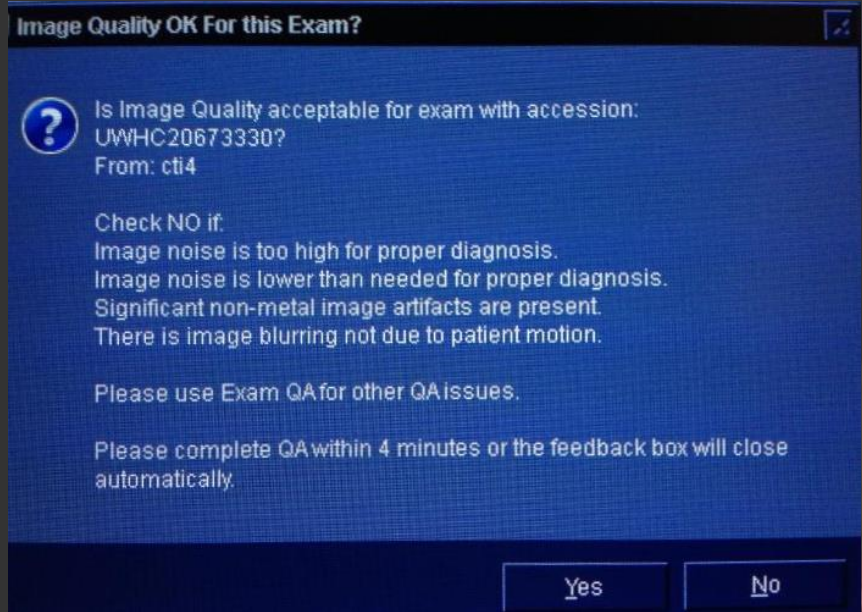 Image Quality OK For this Exam?
Is Image Quality acceptable for exam with accession:
UWHC20673330?
From: cti4
Check NO if:
Image noise is too high for proper diagnosis.
Image noise is lower than needed for proper diagnosis.
Significant non-metal image artifacts are present.
There is image blurring not due to patient motion.
Please use Exam QA for other QA issues.
Please complete QA within 4 minutes or the feedback box will close
automatically.
Yes
No